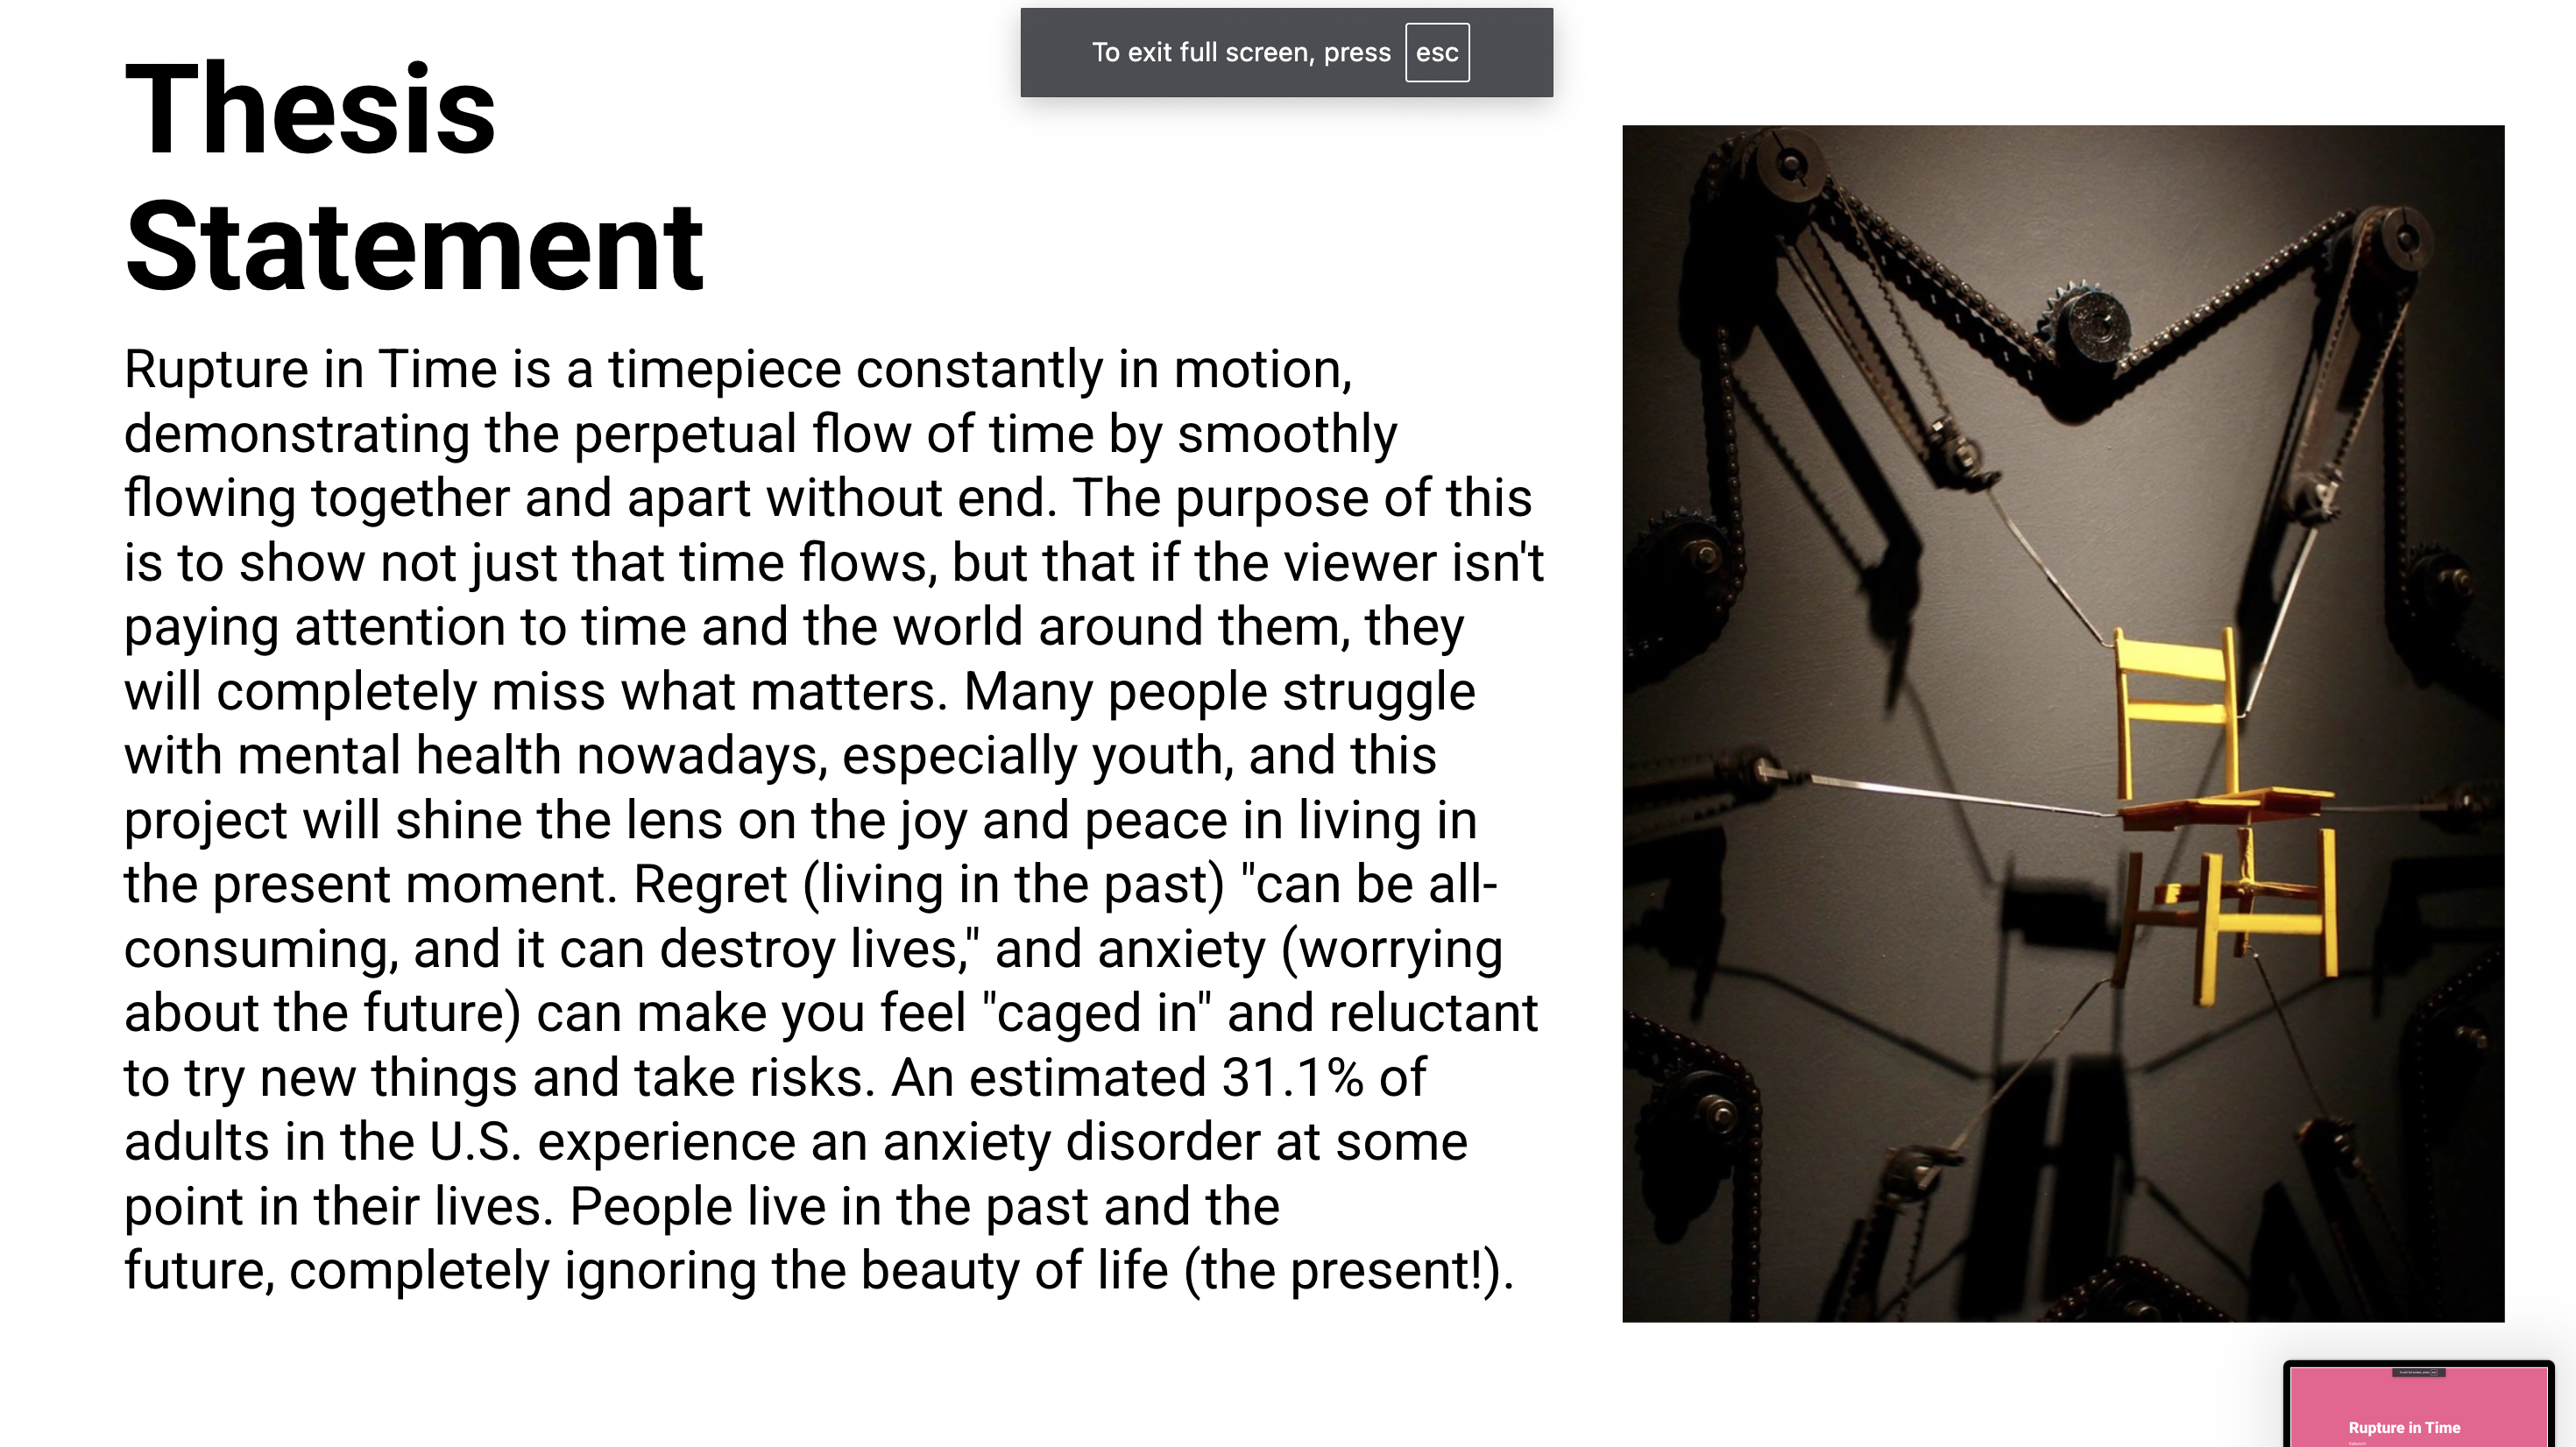 To exit full screen, press esc
Thesis
Statement
Rupture in Time is a timepiece constantly in motion,
demonstrating the perpetual flow of time by smoothly
flowing together and apart without end. The purpose of this
is to show not just that time flows, but that if the viewer isn't
paying attention to time and the world around them, they
will completely miss what matters. Many people struggle
with mental health nowadays, especially youth, and this
project will shine the lens on the joy and peace in living in
the present moment. Regret (living in the past) "can be all-
consuming, and it can destroy lives," and anxiety (worrying
about the future) can make you feel "caged in" and reluctant
to try new things and take risks. An estimated 31.1% of
adults in the U.S. experience an anxiety disorder at some
point in their lives. People live in the past and the
future, completely ignoring the beauty of life (the present!).
Rupture in Time